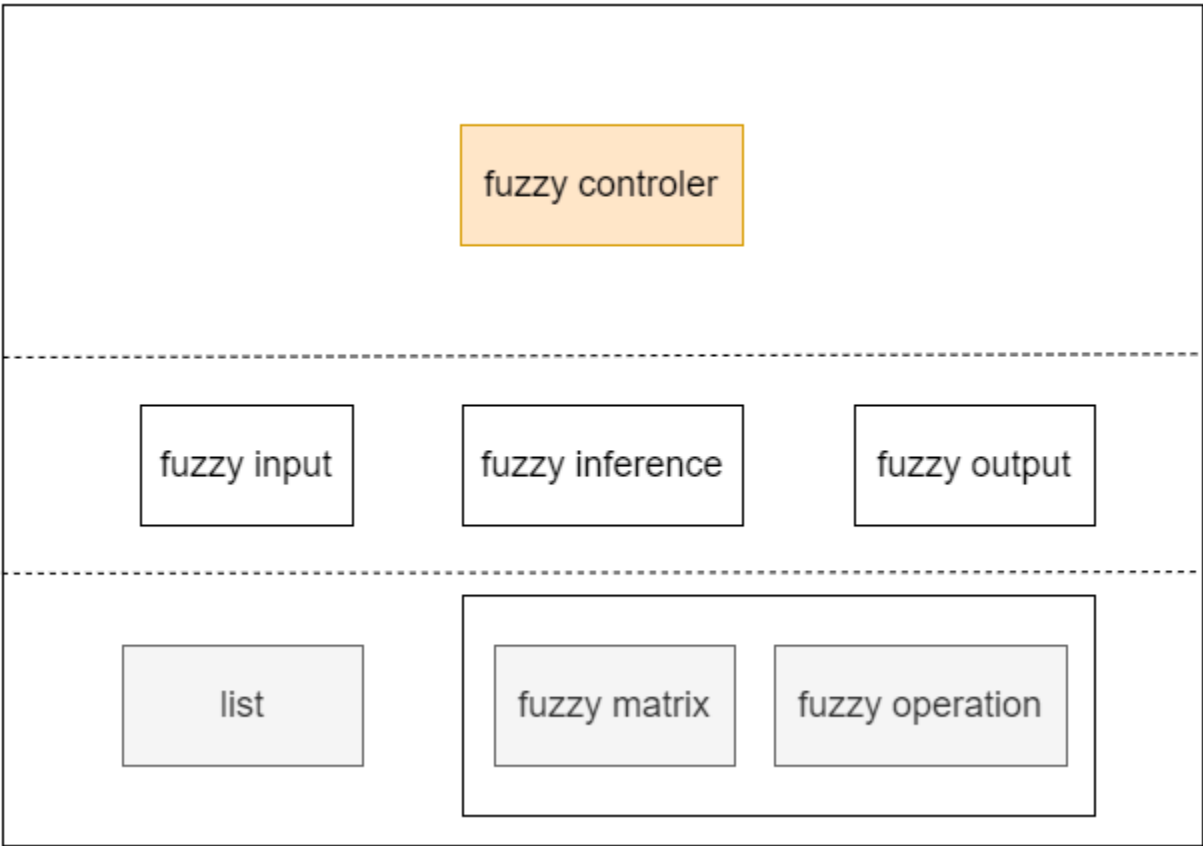 fuzzy controler
fuzzy input
fuzzy inference
fuzzy output
list
fuzzy matrix
fuzzy operation